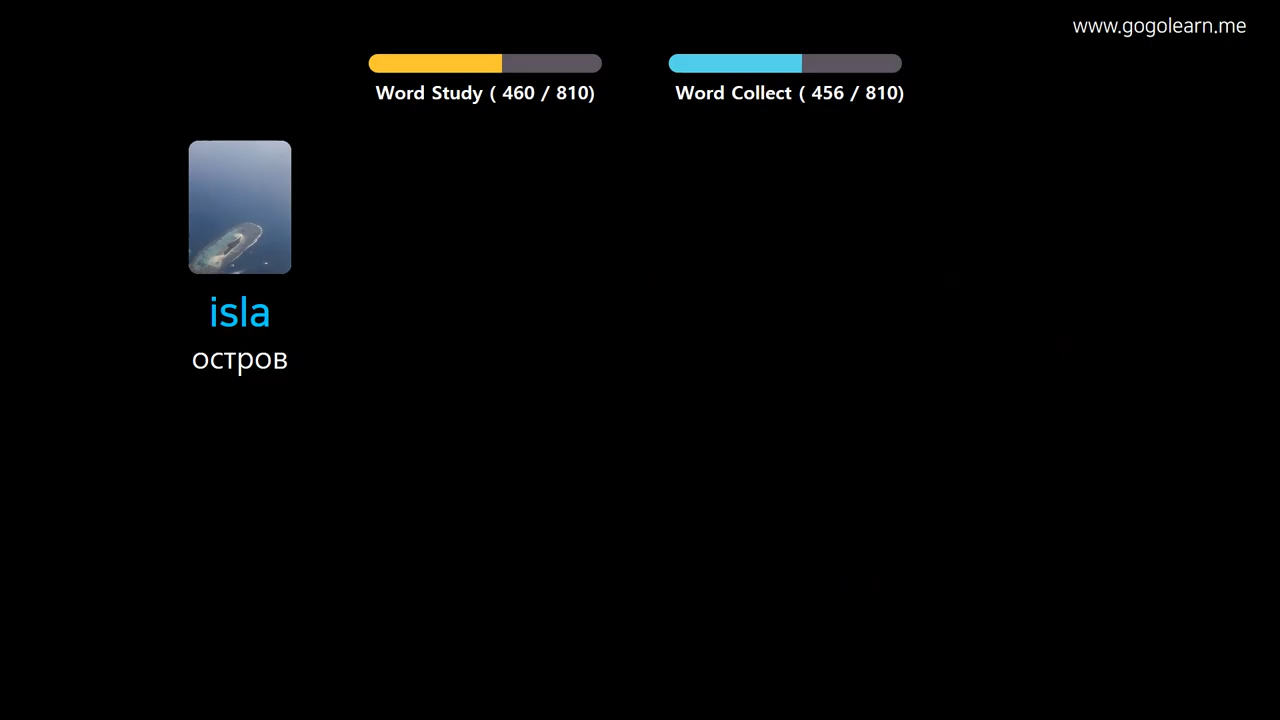 www.gogolearn.me
Word Study ( 460 / 810)
Word Collect ( 456 / 810)
isla
остров